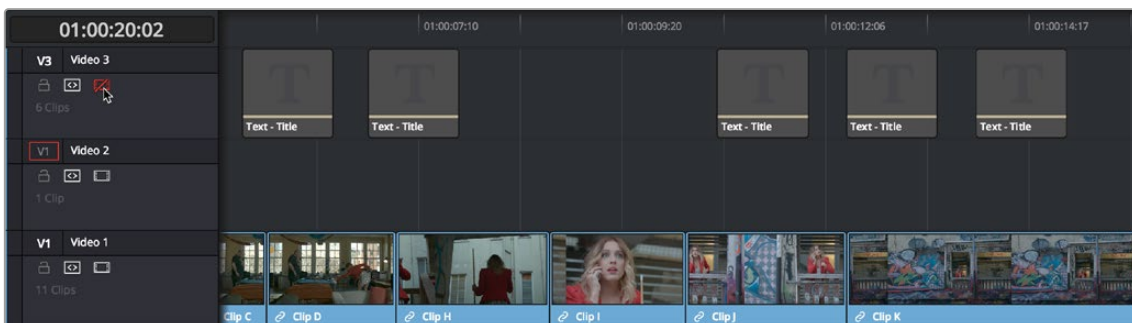 01:00:20:02
01:00:07:10
01:00:09:20
01:00:12:06
01:00:14:17
V3 Video 3
6 Clips
T T T T T
Text - Title Text - Title Text - Title Text - Title Text - Title
V1 Video 2
1 Clip
V1 Video 1
11 Clips
Clip C Clip D Clip H Clip I Clip J Clip K